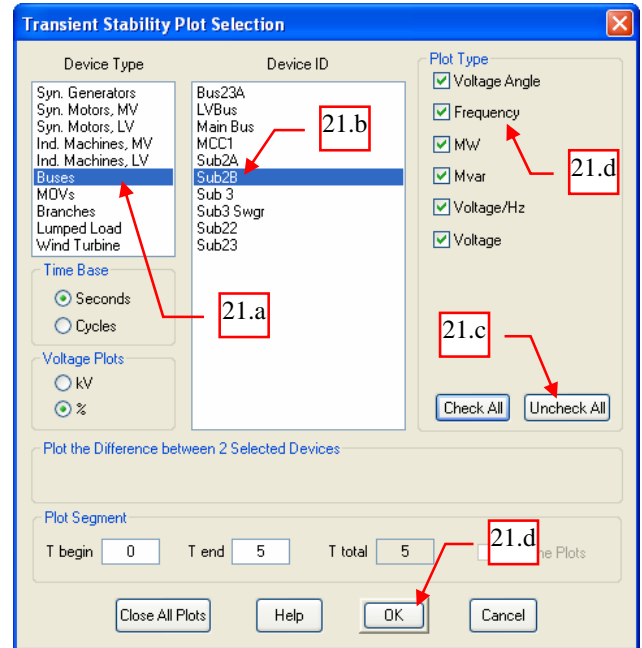 Transient Stability Plot Selection
Device Type
Syn. Generators
Syn. Motors, MV
Syn. Motors, LV
Ind. Machines, MV
Ind. Machines, LV
Buses
MOVs
Branches
Lumped Load
Wind Turbine
Device ID
Bus23A
LVBus
Main Bus
MCC1
Sub2A
Sub2B
Sub 3
Sub3 Swgr
Sub22
Sub23
Plot Type
Voltage Angle
Frequency
MW
Mvar
Voltage/Hz
Voltage
21.b
21.d
21.a
21.c
Time Base
Seconds
Cycles
Voltage Plots
kV
%
Check All
Uncheck All
Plot the Difference between 2 Selected Devices
Plot Segment
T begin 0 T end 5 T total 5
21.d
Plots
Close All Plots
Help
OK
Cancel